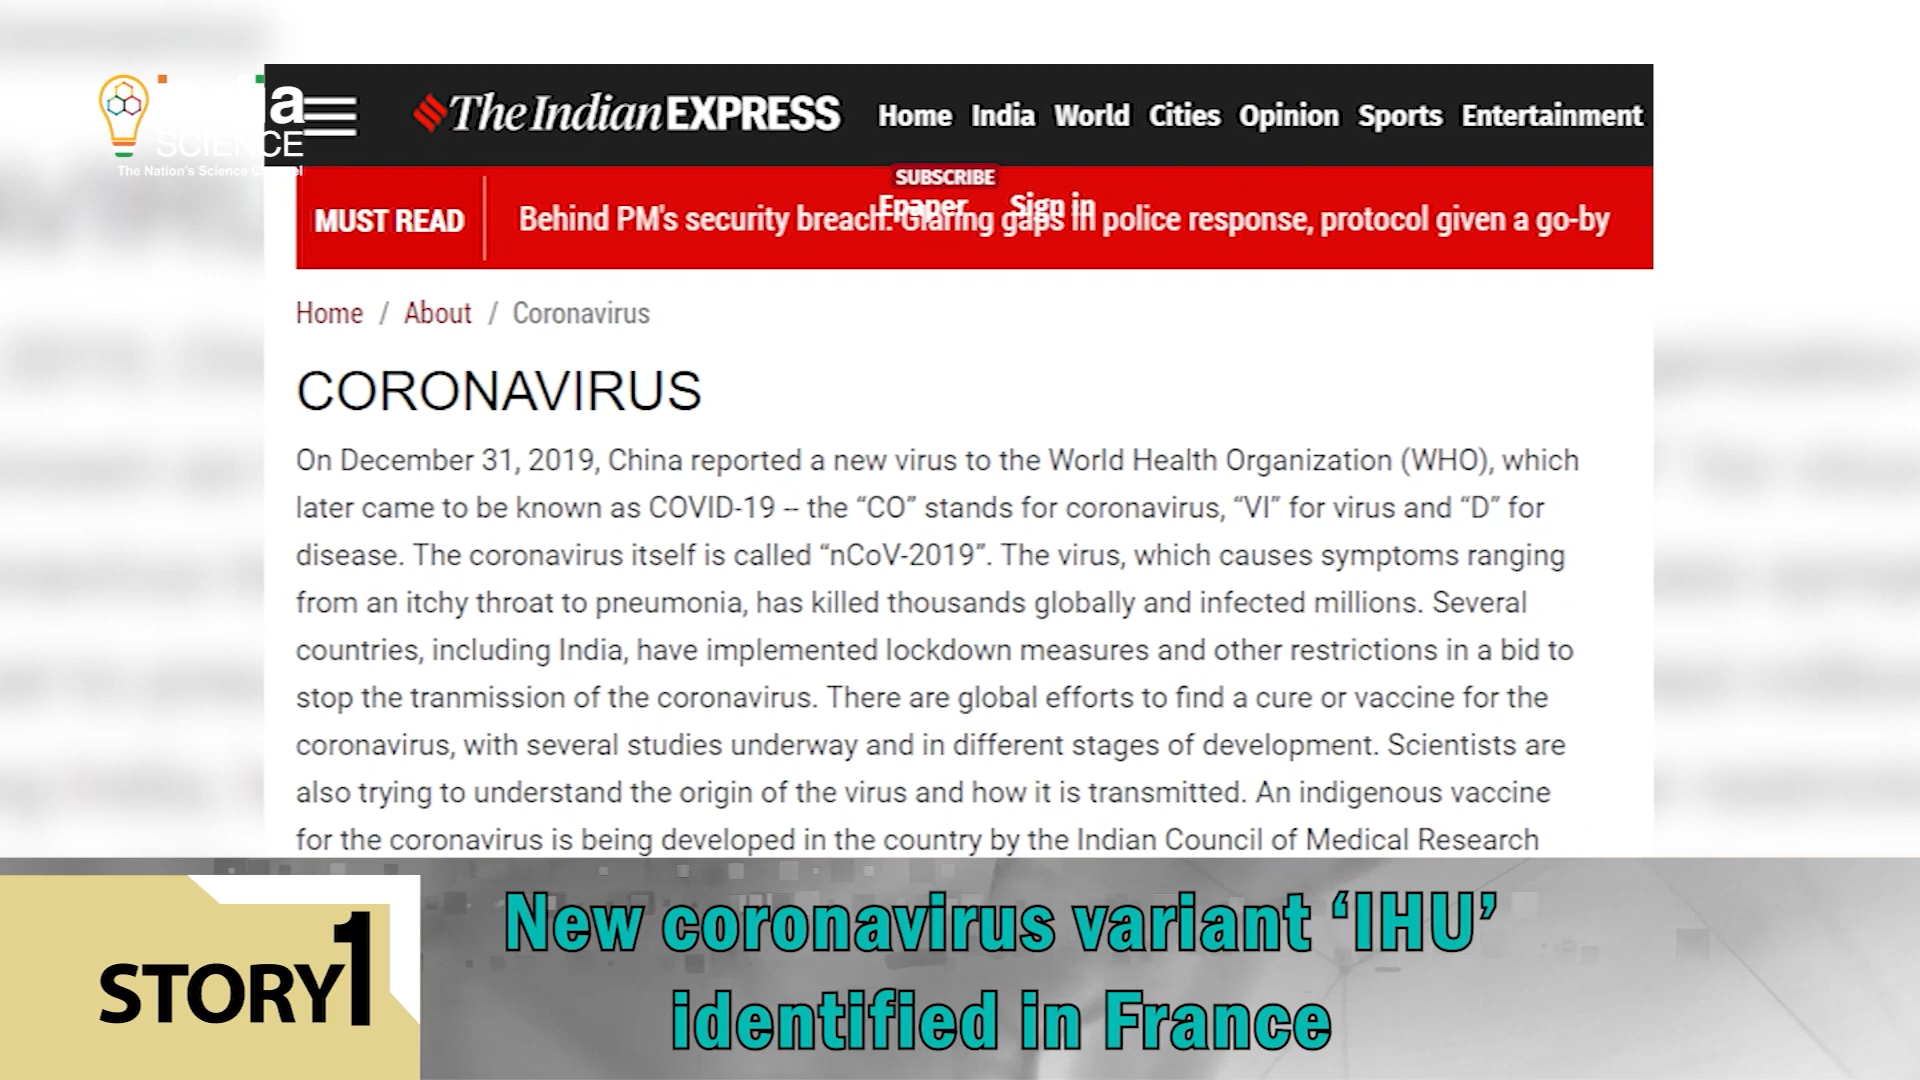 SCIENCE
The Nation's Science
The Indian EXPRESS
Home India World Cities Opinion Sports Entertainment
SUBSCRIBE
Epaper Sign in
MUST READ
Behind PM's security breach: Glaring gaps in police response, protocol given a go-by
Home / About / Coronavirus
CORONAVIRUS
On December 31, 2019, China reported a new virus to the World Health Organization (WHO), which
later came to be known as COVID-19 -- the “CO” stands for coronavirus, “VI” for virus and “D” for
disease. The coronavirus itself is called “nCoV-2019”. The virus, which causes symptoms ranging
from an itchy throat to pneumonia, has killed thousands globally and infected millions. Several
countries, including India, have implemented lockdown measures and other restrictions in a bid to
stop the tranmission of the coronavirus. There are global efforts to find a cure or vaccine for the
coronavirus, with several studies underway and in different stages of development. Scientists are
also trying to understand the origin of the virus and how it is transmitted. An indigenous vaccine
for the coronavirus is being developed in the country by the Indian Council of Medical Research
STORY 1
New coronavirus variant ‘IHU’
identified in France